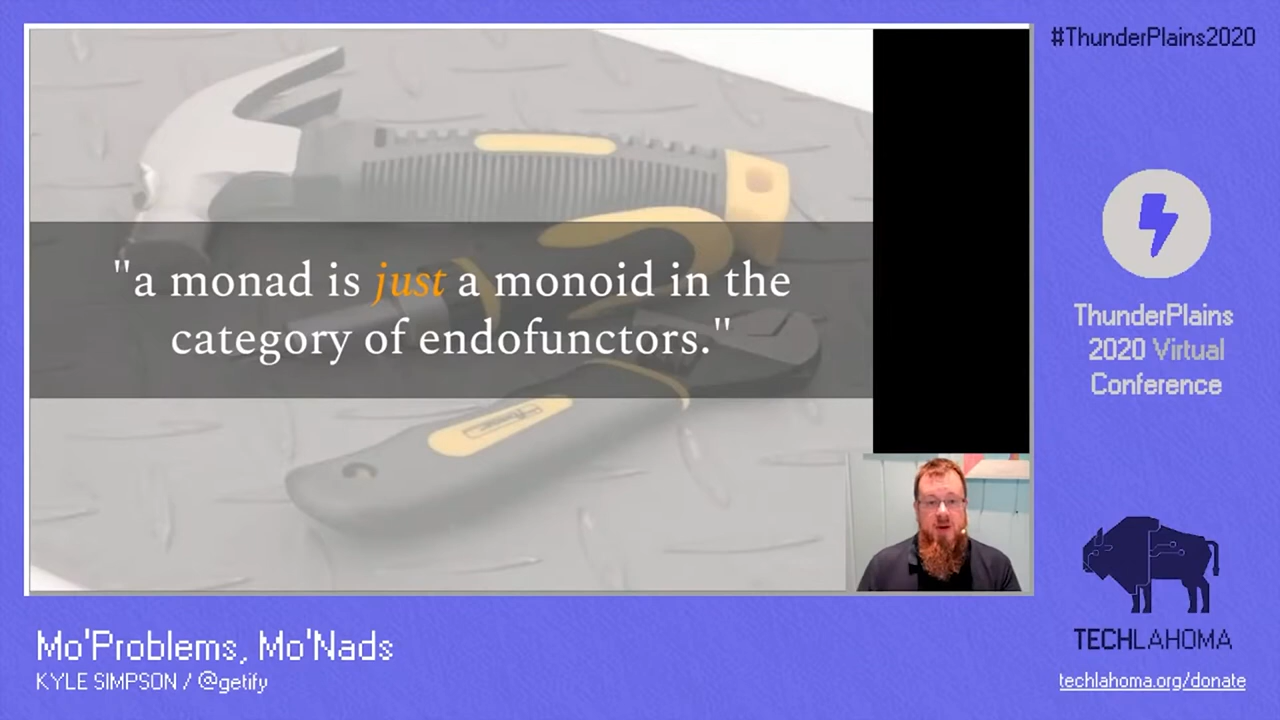 #ThunderPlains2020
"a monad is just a monoid in the
category of endofunctors."
ThunderPlains
2020 Virtual
Conference
Mo'Problems, Mo'Nads
KYLE SIMPSON / @getify
TECHLAHOMA
techlahoma.org/donate